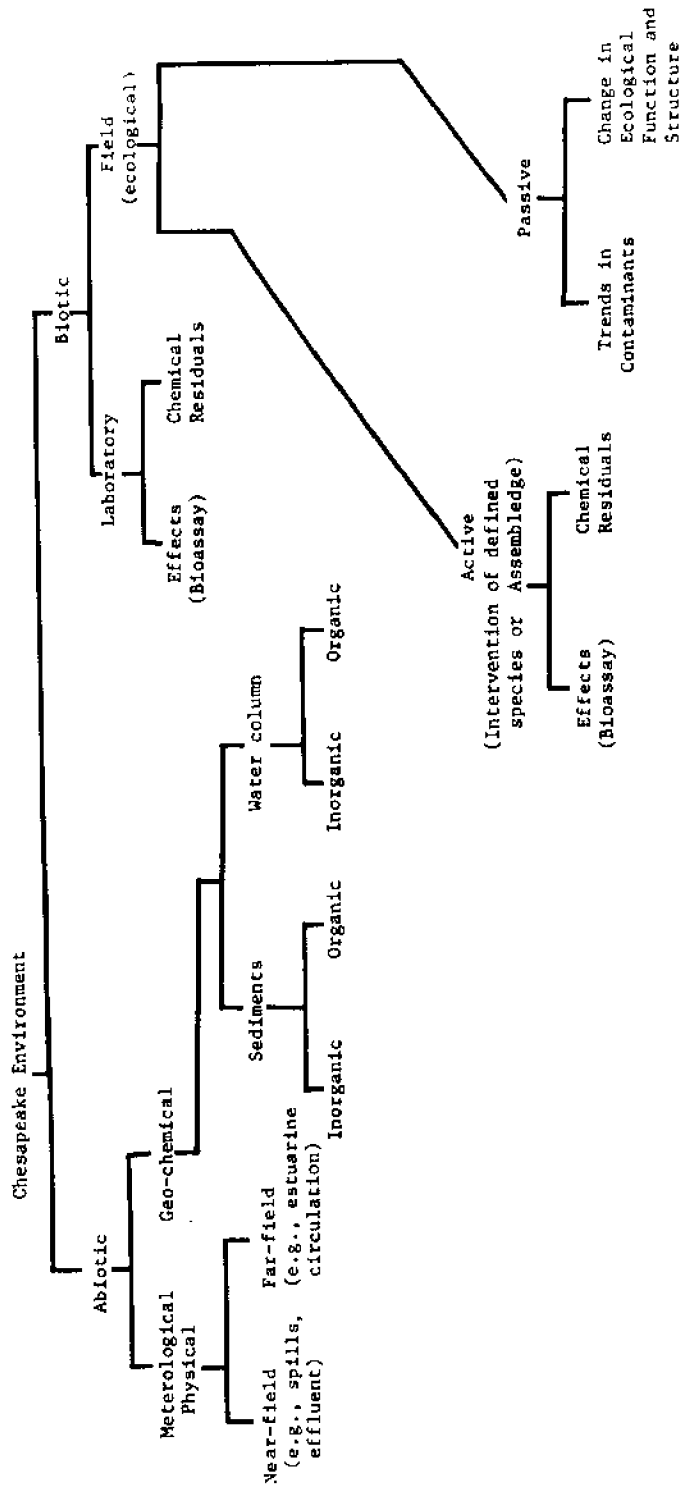 Chesapeake Environment
Abiotic
Biotic
Meterological
Physical
Geo-chemical
Laboratory
Field
(ecological)
Near-field
(e.g., spills,
effluent)
Far-field
(e.g., estuarine
circulation)
Sediments
Water column
Effects
(Bioassay)
Chemical
Residuals
Inorganic
Organic
Inorganic
Organic
Active
(Intervention of defined
species or Assembledge)
Passive
Effects
(Bioassay)
Chemical
Residuals
Trends in
Contaminants
Change in
Ecological
Function and
Structure